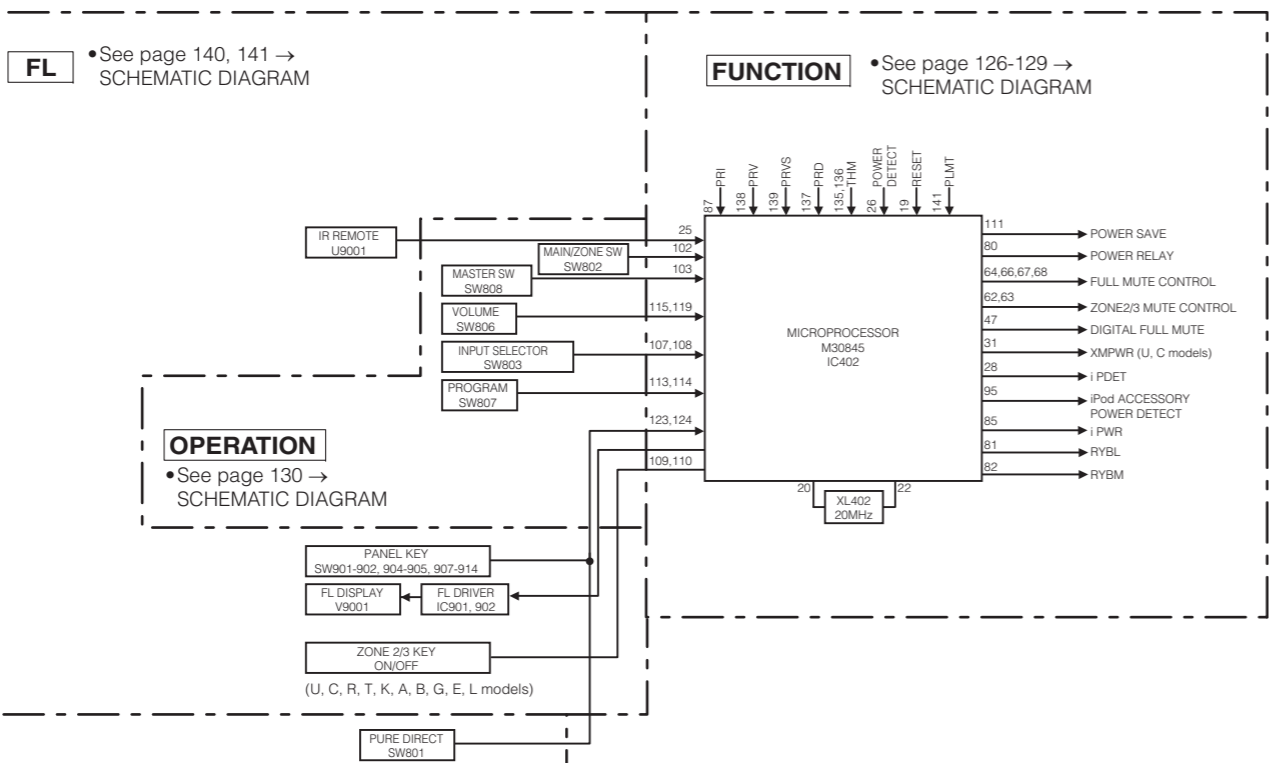 FL
•See page 140, 141 →
SCHEMATIC DIAGRAM
FUNCTION
•See page 126-129 →
SCHEMATIC DIAGRAM
87
PRI
138
PRV
139
PRVS
137
PRD
135,136
THM
26
POWER
DETECT
19
RESET
141
PLMT
IR REMOTE
U9001
25
MAIN/ZONE SW
SW802
102
MASTER SW
SW808
103
VOLUME
SW806
115,119
INPUT SELECTOR
SW803
107,108
PROGRAM
SW807
113,114
123,124
109,110
MICROPROCESSOR
M30845
IC402
20
22
XL402
20MHz
111
POWER SAVE
80
POWER RELAY
64,66,67,68
FULL MUTE CONTROL
62,63
ZONE2/3 MUTE CONTROL
47
DIGITAL FULL MUTE
31
XMPWR (U, C models)
28
i PDET
95
iPod ACCESSORY
POWER DETECT
85
i PWR
81
RYBL
82
RYBM
OPERATION
•See page 130 →
SCHEMATIC DIAGRAM
PANEL KEY
SW901-902, 904-905, 907-914
FL DISPLAY
V9001
FL DRIVER
IC901, 902
ZONE 2/3 KEY
ON/OFF
(U, C, R, T, K, A, B, G, E, L models)
PURE DIRECT
SW801